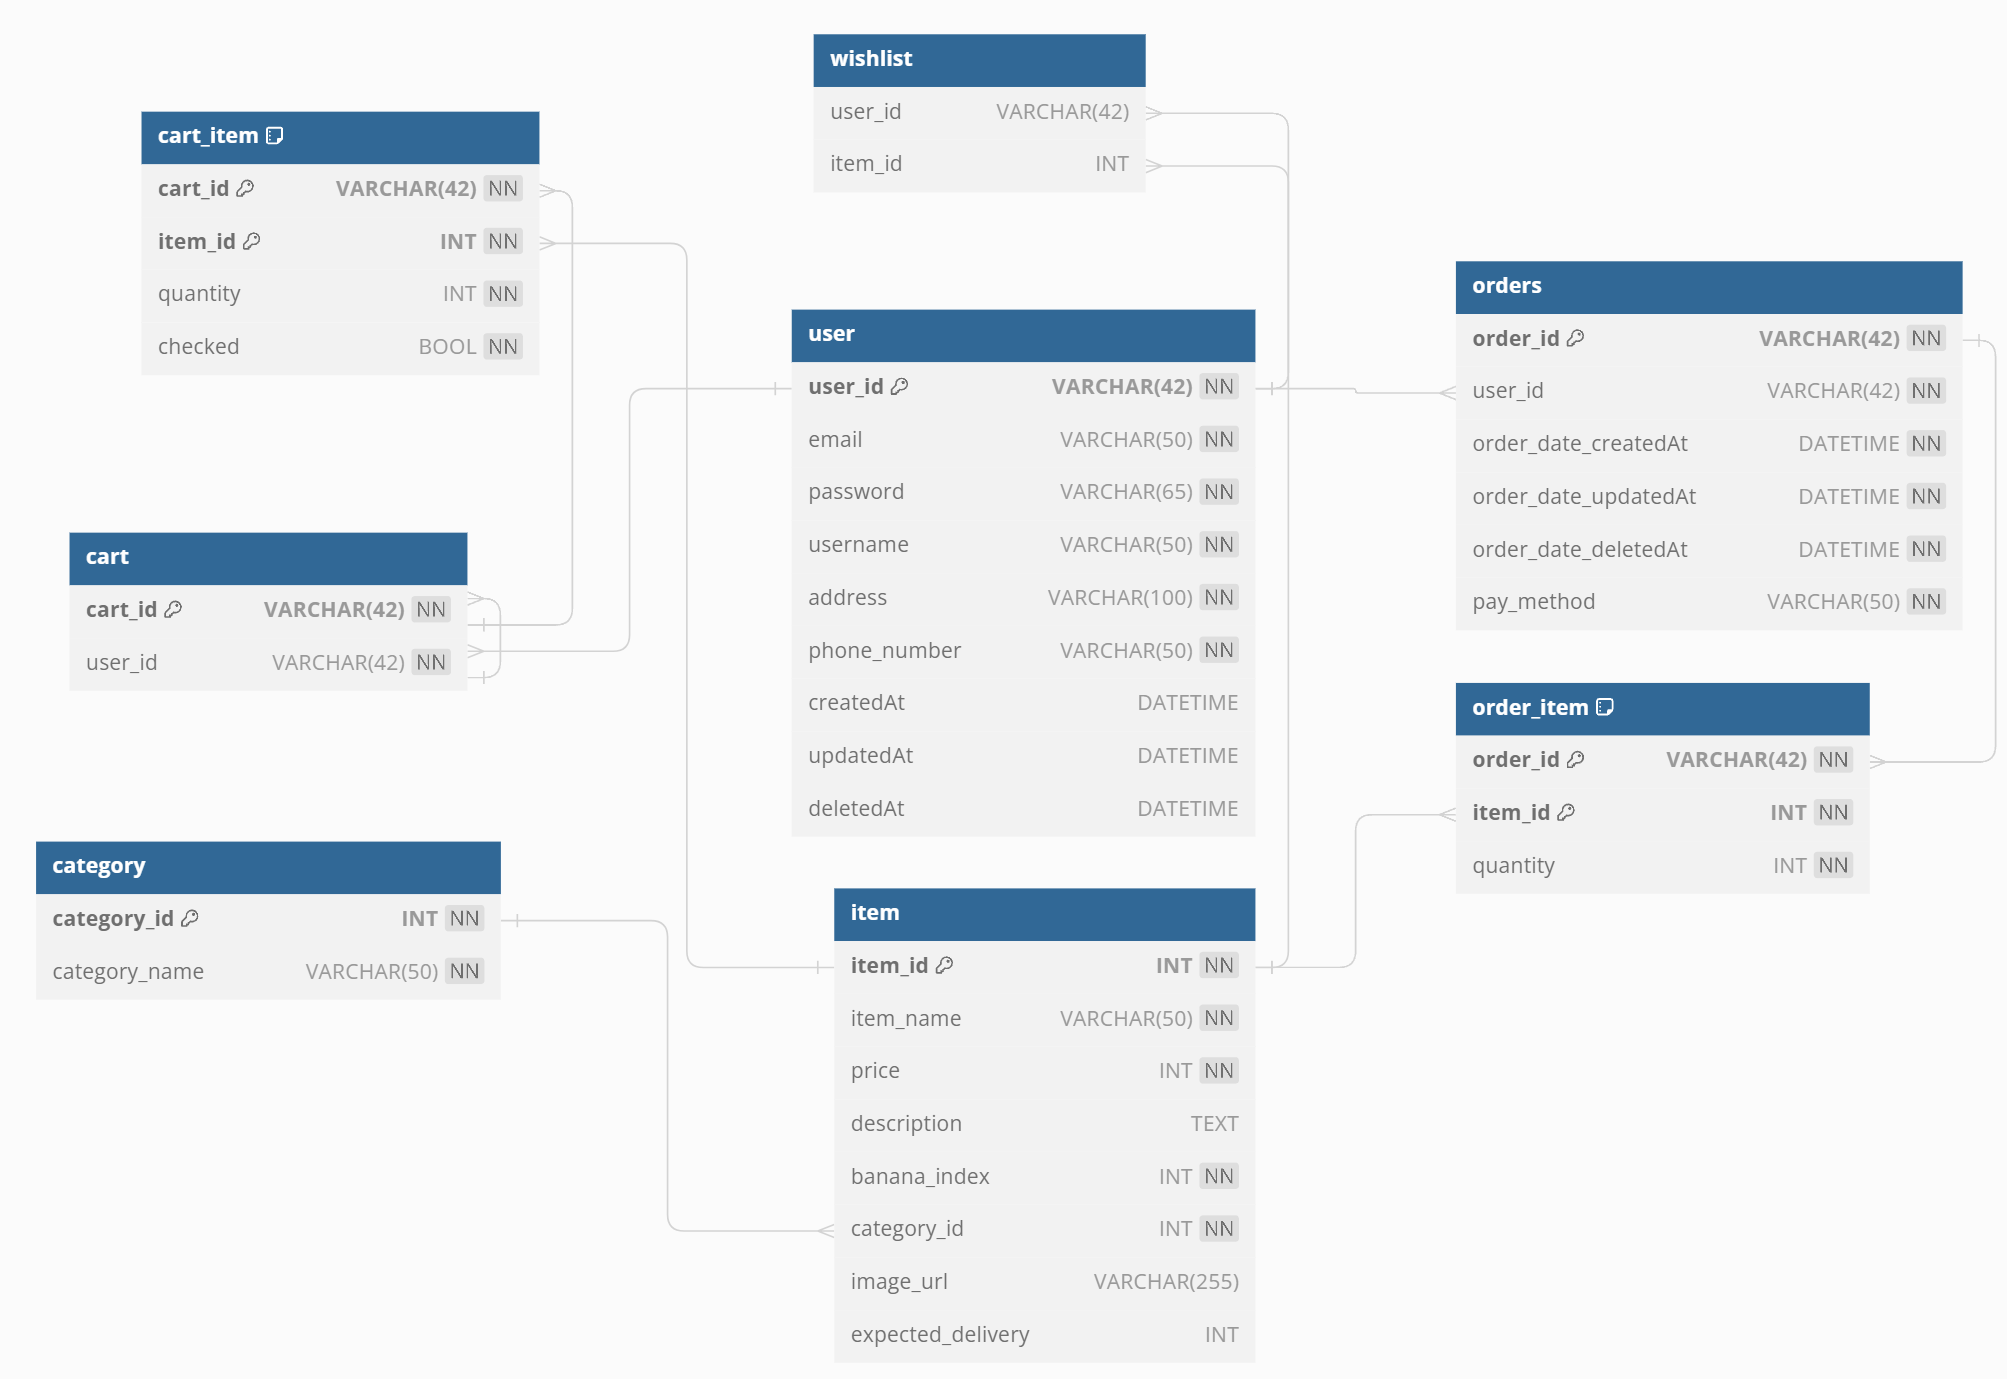 wishlist
user_id VARCHAR(42)
item_id INT
cart_item
cart_id VARCHAR(42) NN
item_id INT NN
quantity INT NN
checked BOOL NN
orders
order_id VARCHAR(42) NN
user_id VARCHAR(42) NN
order_date_createdAt DATETIME NN
order_date_updatedAt DATETIME NN
order_date_deletedAt DATETIME NN
pay_method VARCHAR(50) NN
user
user_id VARCHAR(42) NN
email VARCHAR(50) NN
password VARCHAR(65) NN
username VARCHAR(50) NN
address VARCHAR(100) NN
phone_number VARCHAR(50) NN
createdAt DATETIME
updatedAt DATETIME
deletedAt DATETIME
cart
cart_id VARCHAR(42) NN
user_id VARCHAR(42) NN
order_item
order_id VARCHAR(42) NN
item_id INT NN
quantity INT NN
category
category_id INT NN
category_name VARCHAR(50) NN
item
item_id INT NN
item_name VARCHAR(50) NN
price INT NN
description TEXT
banana_index INT NN
category_id INT NN
image_url VARCHAR(255)
expected_delivery INT